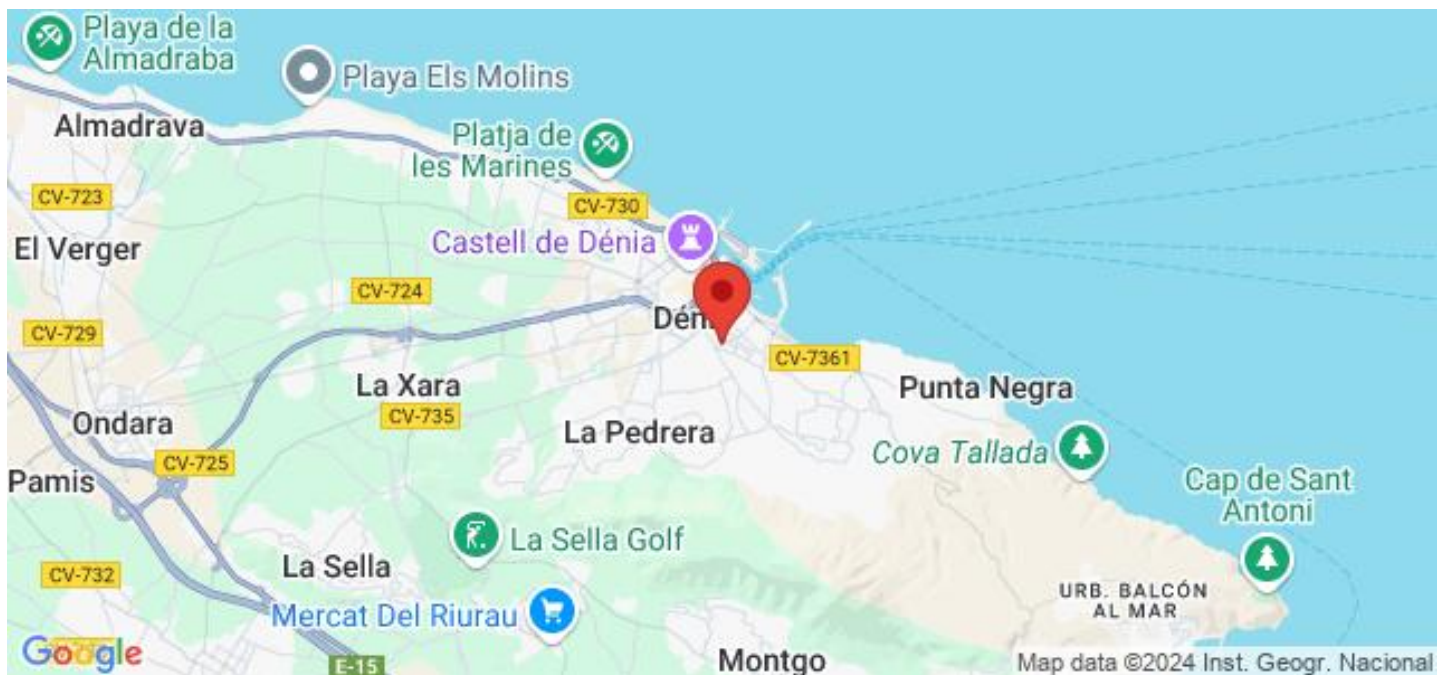 Playa de la
Almadraba
Playa Els Molins
Almadrava
Platja de
les Marines
CV-723
CV-730
El Verger
Castell de Dénia
CV-724
CV-729
CV-7361
La Xara
Punta Negra
CV-735
Ondara
La Pedrera
Cova Tallada
CV-725
Pamis
Cap de Sant
Antoni
La Sella Golf
La Sella
CV-732
URB. BALCÓN
AL MAR
Mercat Del Riurau
Google
E-15
Montgo
Map data ©2024 Inst. Geogr. Nacional